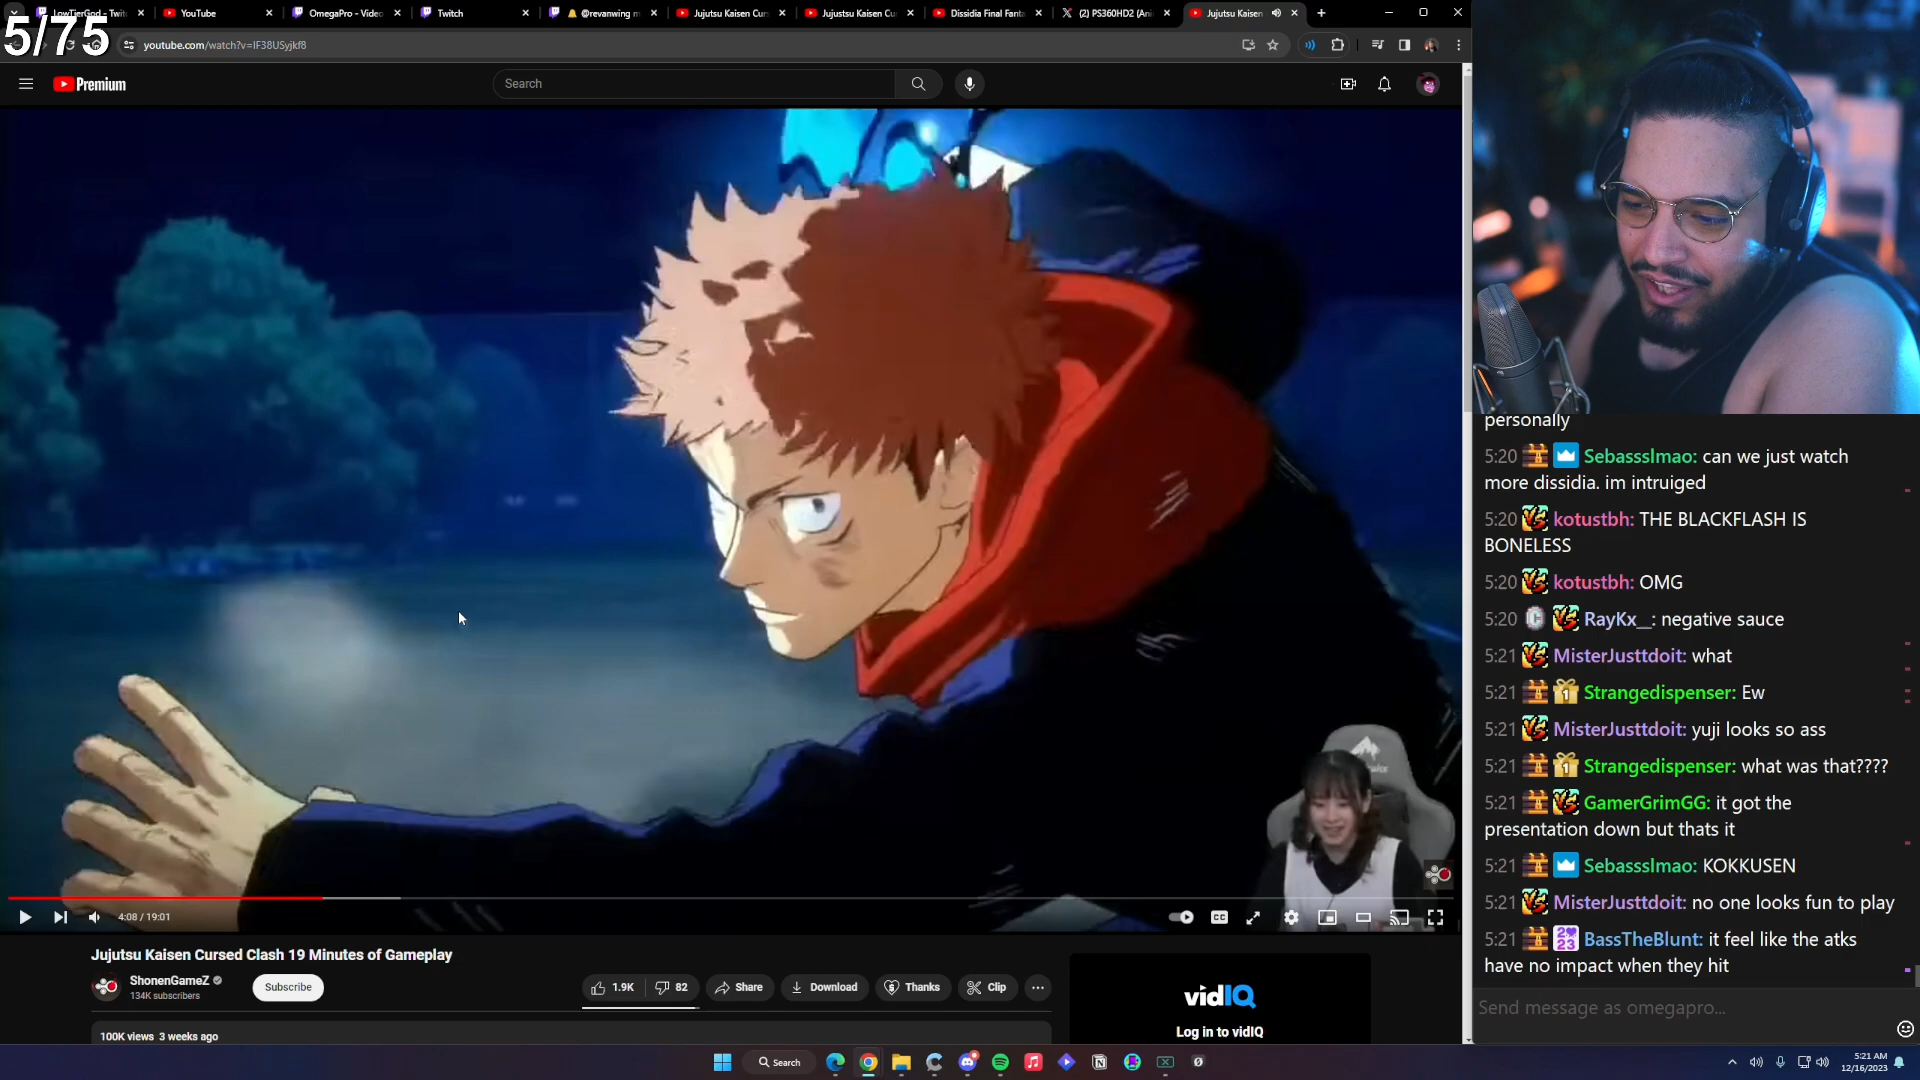 LowTierGod - Twit
YouTube
OmegaPro - Video
Twitch
@revanwing m
Jujutsu Kaisen Cur
Jujutsu Kaisen Cu
Dissidia Final Fanta
(2) PS360HD2 (Ani
Jujutsu Kaisen
5/75
youtube.com/watch?v=IF38USyjkf8
Premium
Search
personally
5:20 Sebassslmao: can we just watch
more dissidia. im intruiged
5:20 kotustbh: THE BLACKFLASH IS
BONELESS
5:20 kotustbh: OMG
5:20 RayKx__: negative sauce
5:21 MisterJusttdoit: what
5:21 Strangedispenser: Ew
5:21 MisterJusttdoit: yuji looks so ass
5:21 Strangedispenser: what was that????
5:21 GamerGrimGG: it got the
presentation down but thats it
5:21 Sebassslmao: KOKKUSEN
5:21 MisterJusttdoit: no one looks fun to play
5:21 BassTheBlunt: it feel like the atks
have no impact when they hit
Send message as omegapro...
4:08 / 19:01
CC
Jujutsu Kaisen Cursed Clash 19 Minutes of Gameplay
ShonenGameZ
134K subscribers
Subscribe
1.9K
82
Share
Download
Thanks
Clip
vidIQ
Log in to vidIQ
100K views 3 weeks ago
Search
5:21 AM
12/16/2023